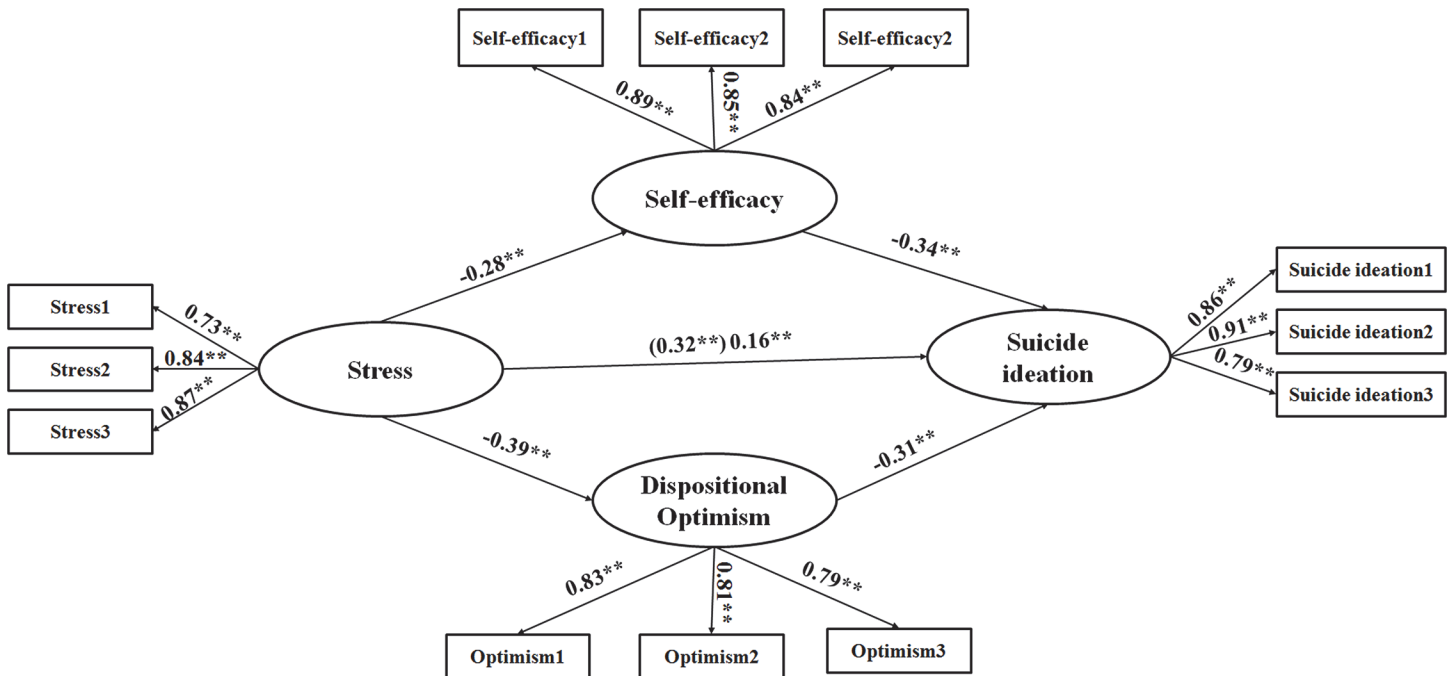 Self-efficacy1
Self-efficacy2
Self-efficacy2
0.89**
0.85**
0.84**
Self-efficacy
-0.28**
-0.34**
Stress1
Stress2
Stress3
0.73**
0.84**
0.87**
Stress
(0.32**) 0.16**
Suicide
ideation
0.86**
0.91**
0.79**
Suicide ideation1
Suicide ideation2
Suicide ideation3
-0.39**
-0.31**
Dispositional
Optimism
0.83**
0.81**
0.79**
Optimism1
Optimism2
Optimism3